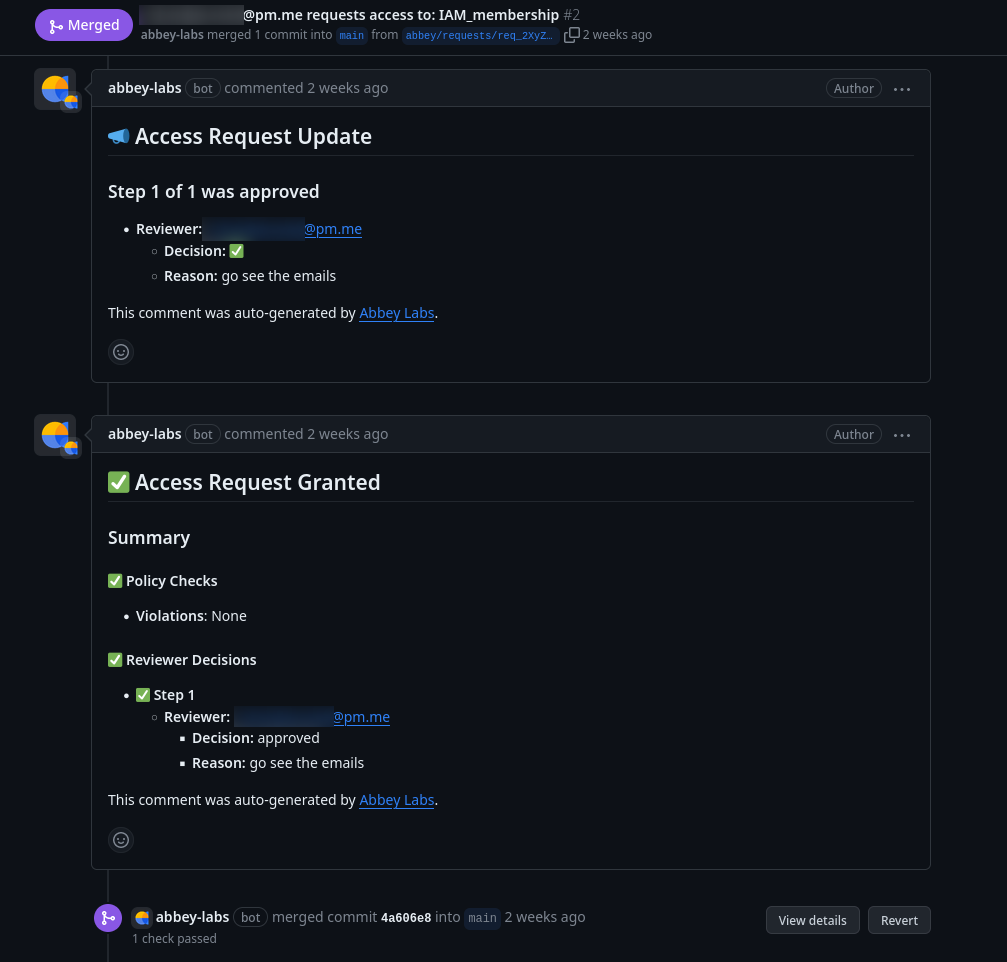 Merged
@pm.me requests access to: IAM_membership #2
abbey-labs merged 1 commit into main from abbey/requests/req_2XyZ… 2 weeks ago
abbey-labs bot commented 2 weeks ago Author ...
Access Request Update
Step 1 of 1 was approved
• Reviewer: @pm.me
◦ Decision: ✅
◦ Reason: go see the emails
This comment was auto-generated by Abbey Labs.
abbey-labs bot commented 2 weeks ago Author ...
✅ Access Request Granted
Summary
✅ Policy Checks
• Violations: None
✅ Reviewer Decisions
• ✅ Step 1
◦ Reviewer: @pm.me
▪ Decision: approved
▪ Reason: go see the emails
This comment was auto-generated by Abbey Labs.
abbey-labs bot merged commit 4a606e8 into main 2 weeks ago View details Revert
1 check passed